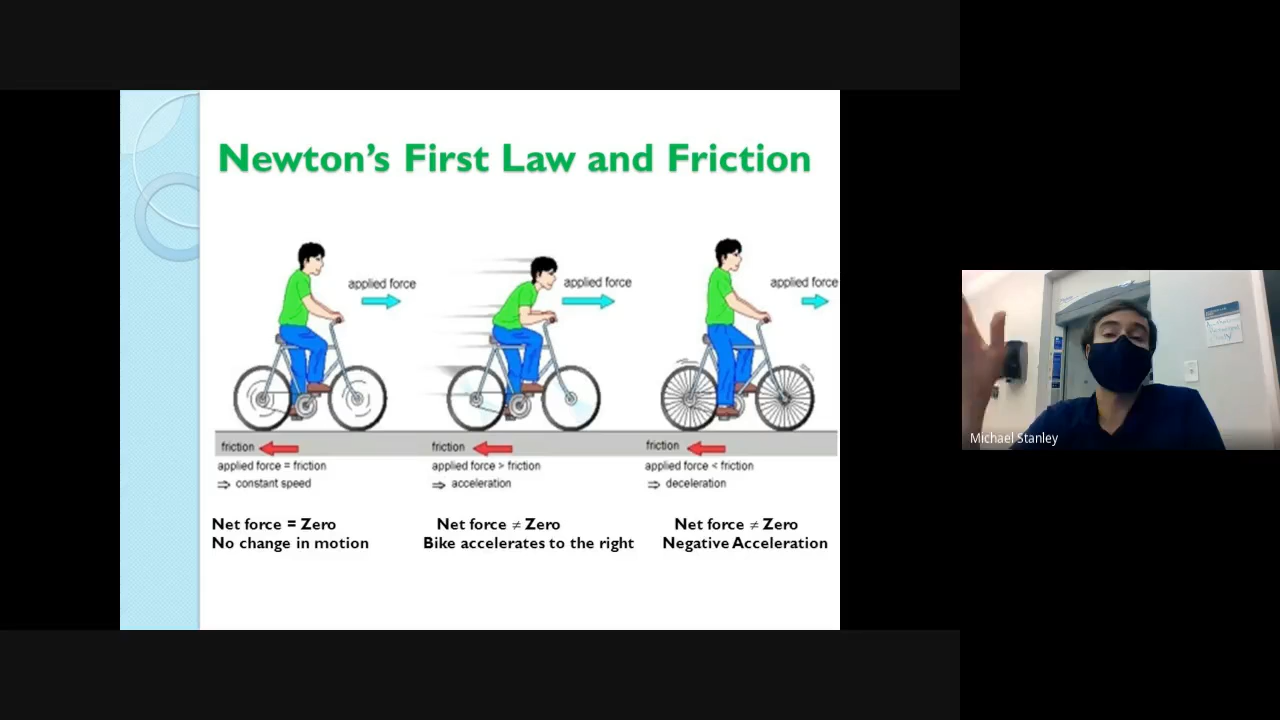 Newton's First Law and Friction
applied force
applied force
applied force
friction
friction
friction
applied force = friction
applied force > friction
applied force < friction
⇒ constant speed
⇒ acceleration
⇒ deceleration
Net force = Zero
Net force ≠ Zero
Net force ≠ Zero
No change in motion
Bike accelerates to the right
Negative Acceleration
Michael Stanley